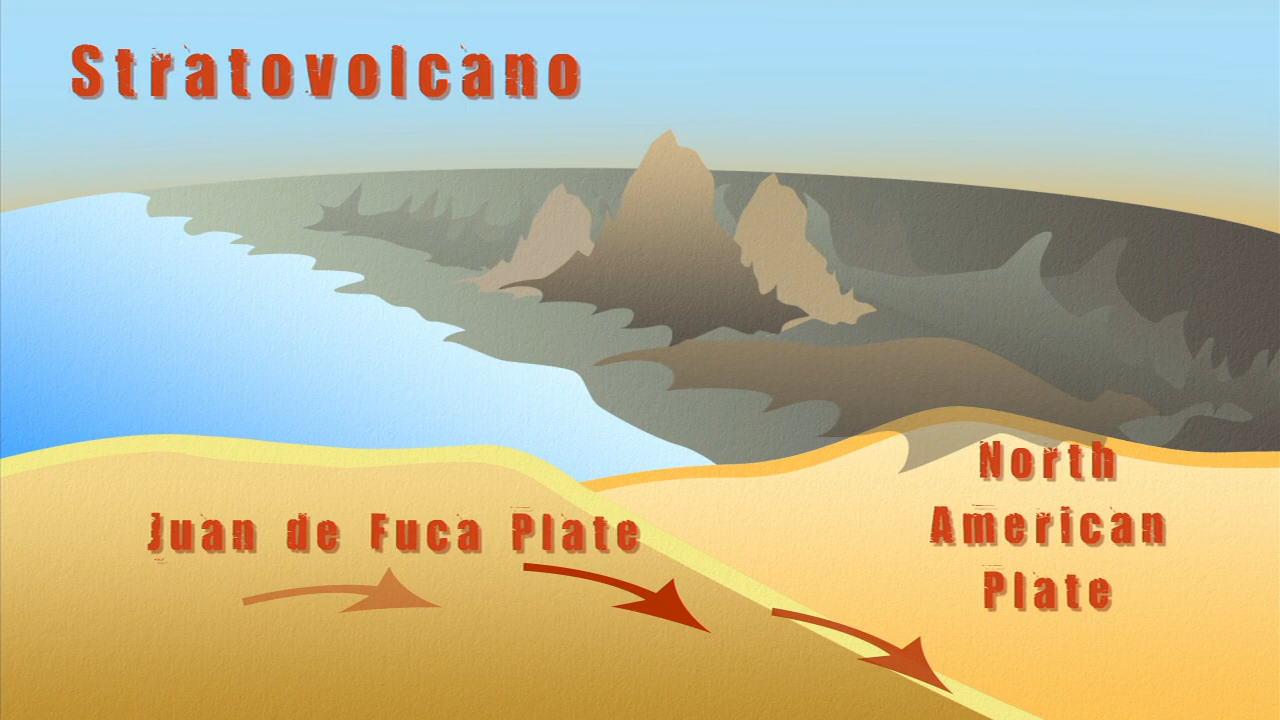 Stratovolcano
Juan de Fuca Plate
North
American
Plate